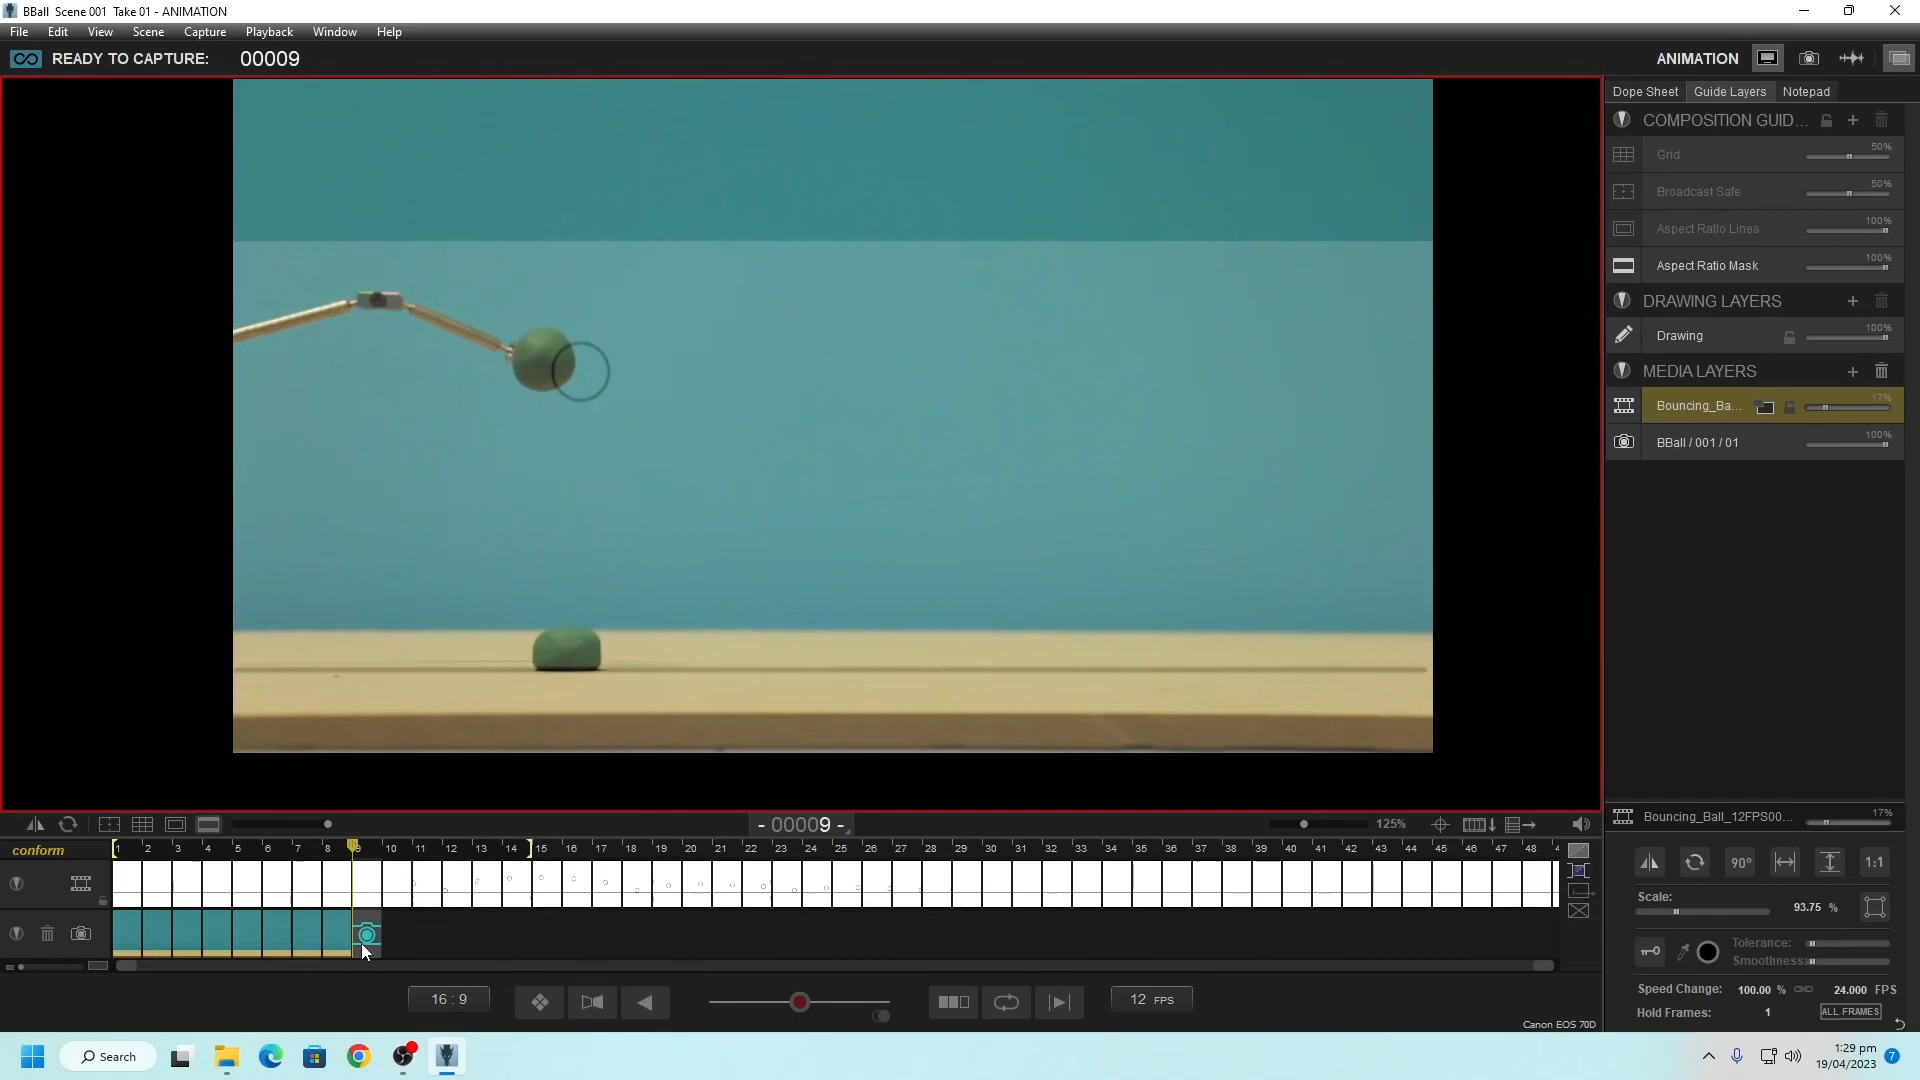 BBall  Scene 001  Take 01 - ANIMATION
File Edit View Scene Capture Playback Window Help
READY TO CAPTURE: 00009
ANIMATION
Dope Sheet Guide Layers Notepad
COMPOSITION GUID...
Grid 50%
Broadcast Safe 50%
Aspect Ratio Lines 100%
Aspect Ratio Mask 100%
DRAWING LAYERS
Drawing 100%
MEDIA LAYERS
Bouncing_Ba... 17%
BBall / 001 / 01 100%
- 00009 -
125%
Bouncing_Ball_12FPS00... 17%
conform
1 2 3 4 5 6 7 8 9 10 11 12 13 14 15 16 17 18 19 20 21 22 23 24 25 26 27 28 29 30 31 32 33 34 35 36 37 38 39 40 41 42 43 44 45 46 47 48
90° 1:1
Scale: 93.75 %
Tolerance:
Smoothness:
Speed Change: 100.00 % 24.000 FPS
Hold Frames: 1 ALL FRAMES
16 : 9
12 FPS
Canon EOS 70D
Search
1:29 pm
19/04/2023
7